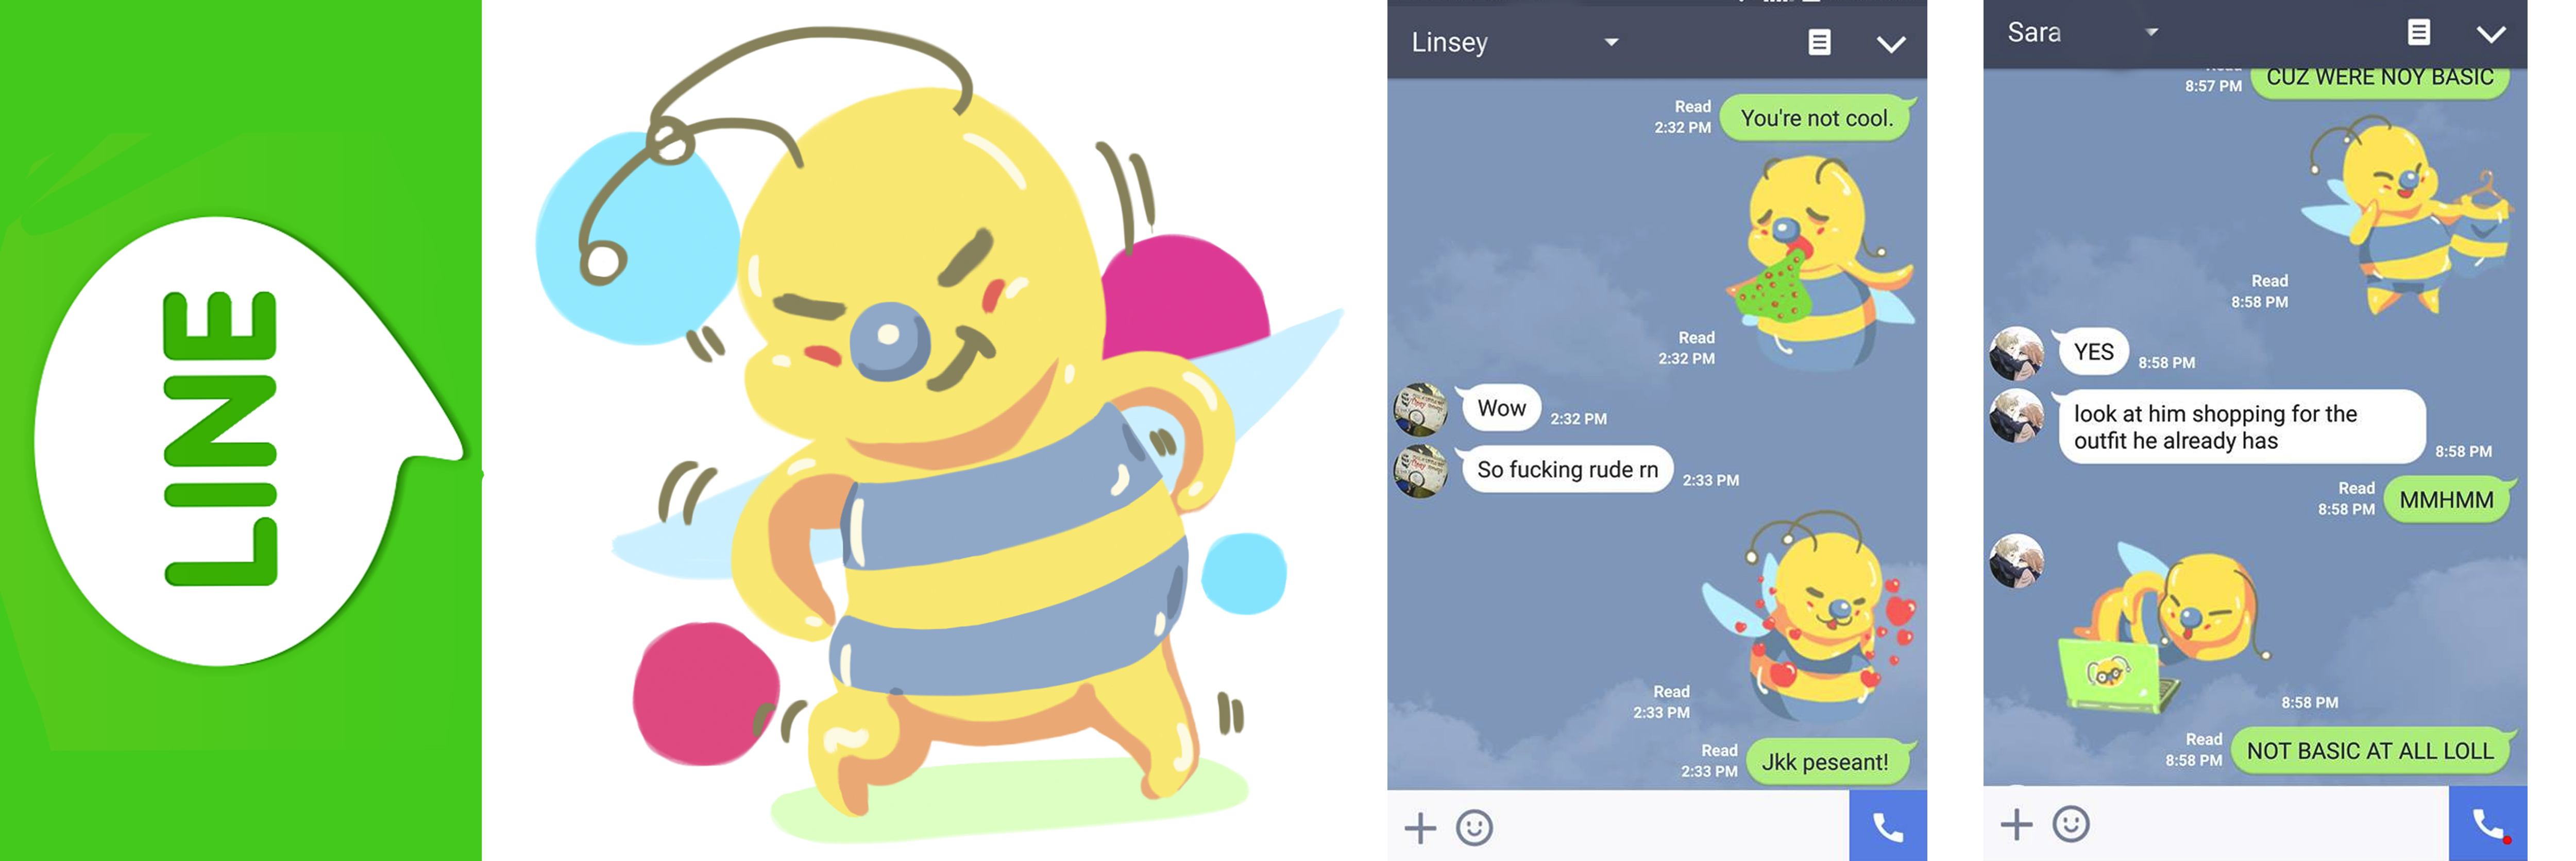 LINE
Linsey
You're not cool.
Read
2:32 PM
Read
2:32 PM
Wow
2:32 PM
So fucking rude rn
2:33 PM
Read
2:33 PM
Read
2:33 PM
Jkk peseant!
Sara
Read
8:57 PM
CUZ WERE NOY BASIC
Read
8:58 PM
YES
8:58 PM
look at him shopping for the
outfit he already has
8:58 PM
Read
8:58 PM
MMHMM
8:58 PM
Read
8:58 PM
NOT BASIC AT ALL LOLL